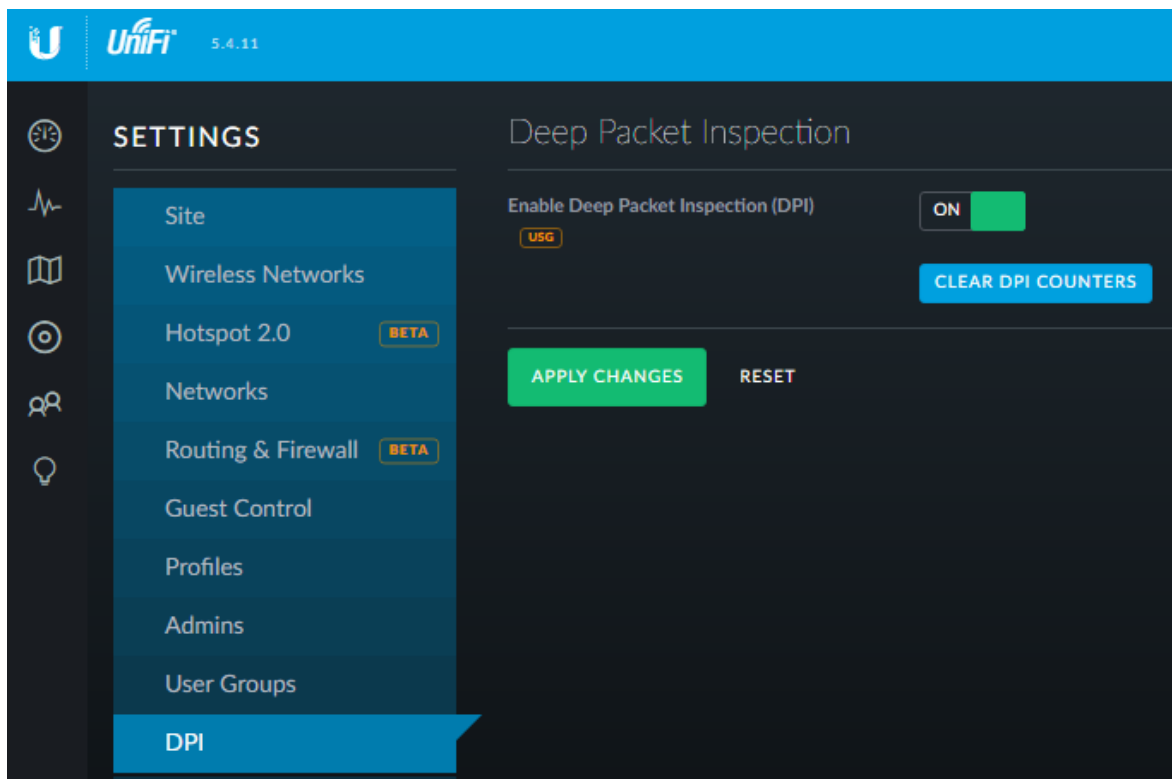 UniFi 5.4.11
SETTINGS
Site
Wireless Networks
Hotspot 2.0 BETA
Networks
Routing & Firewall BETA
Guest Control
Profiles
Admins
User Groups
DPI
Deep Packet Inspection
Enable Deep Packet Inspection (DPI)
USG
ON
CLEAR DPI COUNTERS
APPLY CHANGES RESET